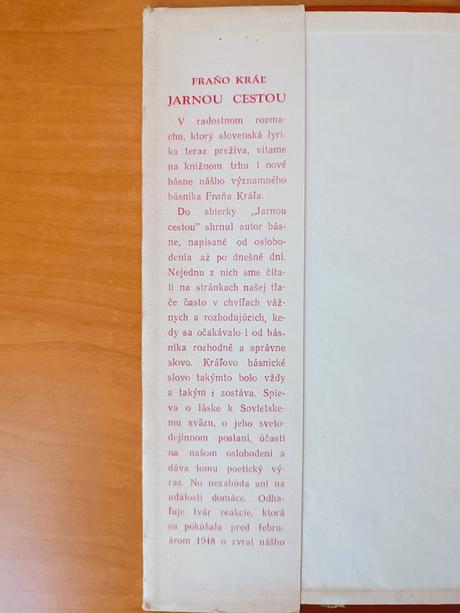 FRAŇO KRÁĽ
JARNOU CESTOU
V radostnom rozma-
chu, ktorý slovenská lyri-
ka teraz prežíva, vítame
na knižnom trhu i nové
básne nášho významného
básnika Fraňa Kráľa.
Do sbierky „Jarnou
cestou" shrnul autor bás-
ne, napísané od oslobo-
denia až po dnešné dni.
Nejednu z nich sme číta-
li na stránkach našej tla-
če často v chvíľach váž-
nych a rozhodujúcich, ke-
dy sa očakávalo i od bás-
nika rozhodné a správne
slovo. Kráľovo básnické
slovo takýmto bolo vždy
a takým i zostáva. Spie-
va o láske k Sovietske-
mu sväzu, o jeho sveto-
dejinnom poslaní, účasti
na našom oslobodení a
dáva tomu poetický vý-
raz. No nezabúda ani na
udalosti domáce. Odha-
ľuje tvár reakcie, ktorá
sa pokúšala pred febru-
árom 1948 o zvrat nášho